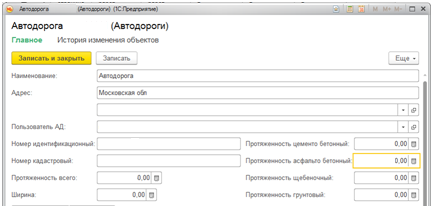 Автодорога (Автодороги) (1С:Предприятие) M M+ M-
Автодорога (Автодороги)
Главное История изменения объектов
Записать и закрыть Записать Еще
Наименование: Автодорога
Адрес: Московская обл
Пользователь АД:
Номер идентификационный: Протяженность цементо бетонный: 0,00
Номер кадастровый: Протяженность асфальто бетонный: 0,00
Протяженность всего: 0,00 Протяженность щебеночный: 0,00
Ширина: 0,00 Протяженность грунтовый: 0,00